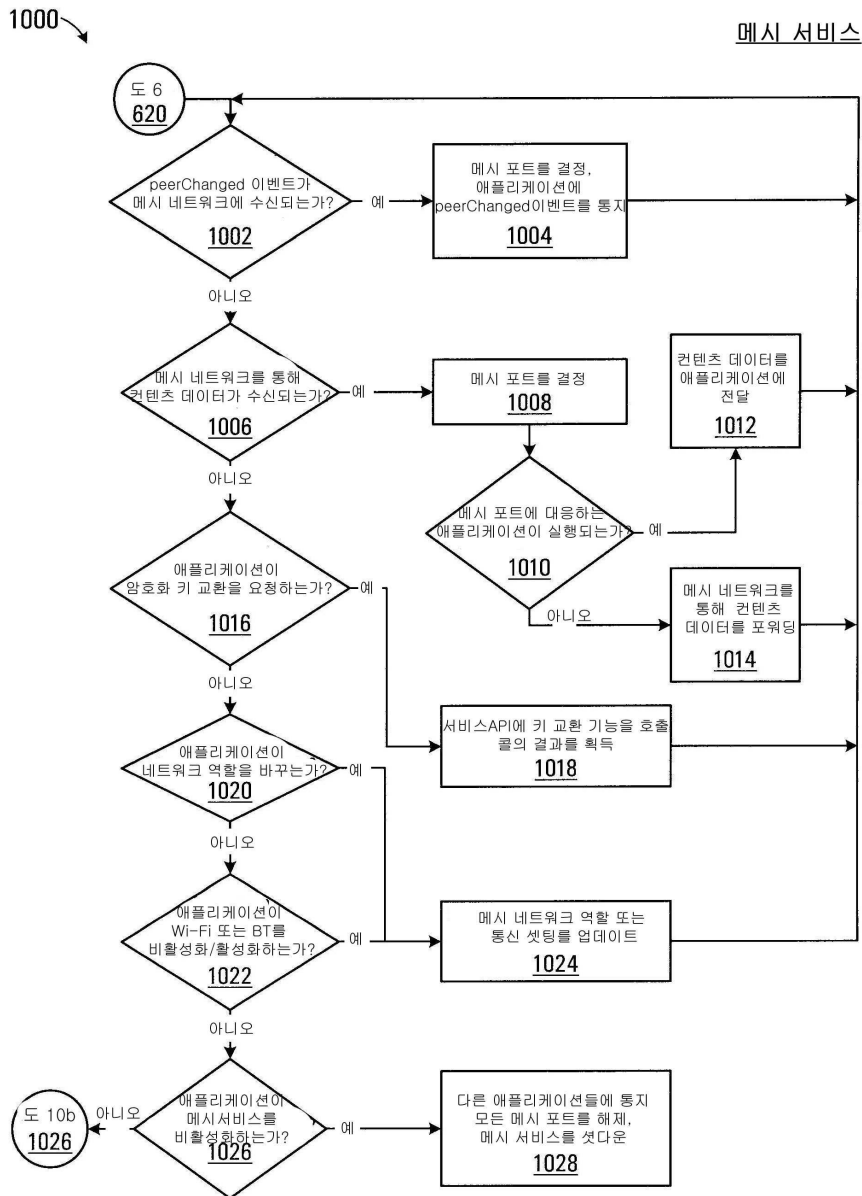 1000
메시 서비스
도 6
620
peerChanged 이벤트가
메시 네트워크에 수신되는가?
1002
예
메시 포트를 결정,
애플리케이션에
peerChanged이벤트를 통지
1004
아니오
메시 네트워크를 통해
컨텐츠 데이터가 수신되는가?
1006
예
메시 포트를 결정
1008
컨텐츠 데이터를
애플리케이션에
전달
1012
아니오
메시 포트에 대응하는
애플리케이션이 실행되는가?
1010
예
아니오
메시 네트워크를
통해 컨텐츠
데이터를 포워딩
1014
애플리케이션이
암호화 키 교환을 요청하는가?
1016
예
아니오
서비스API에 키 교환 기능을 호출
콜의 결과를 획득
1018
애플리케이션이
네트워크 역할을 바꾸는가?
1020
예
아니오
애플리케이션이
Wi-Fi 또는 BT를
비활성화/활성화하는가?
1022
예
메시 네트워크 역할 또는
통신 셋팅를 업데이트
1024
아니오
도 10b
1026
아니오
애플리케이션이
메시서비스를
비활성화하는가?
1026
예
다른 애플리케이션들에 통지
모든 메시 포트를 해제,
메시 서비스를 셧다운
1028